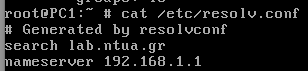 root@PC1:~ # cat /etc/resolv.conf
# Generated by resolvconf
search lab.ntua.gr
nameserver 192.168.1.1